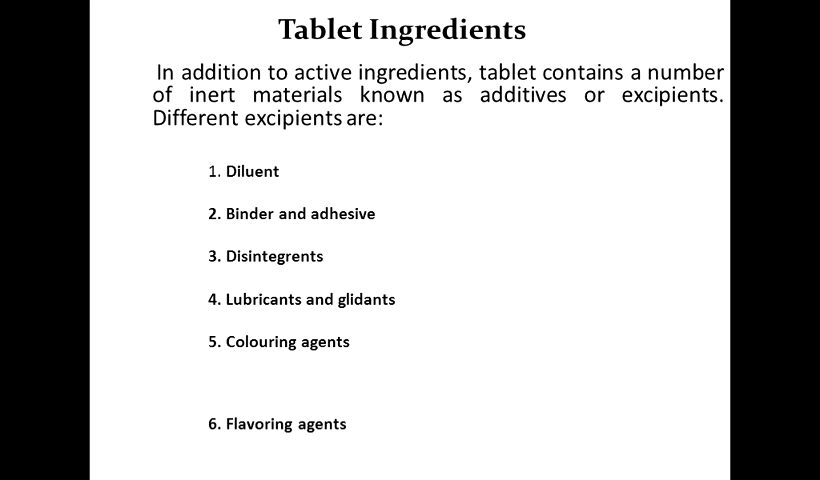 Tablet Ingredients
In addition to active ingredients, tablet contains a number
of inert materials known as additives or excipients.
Different excipients are:
1. Diluent
2. Binder and adhesive
3. Disintegrents
4. Lubricants and glidants
5. Colouring agents
6. Flavoring agents